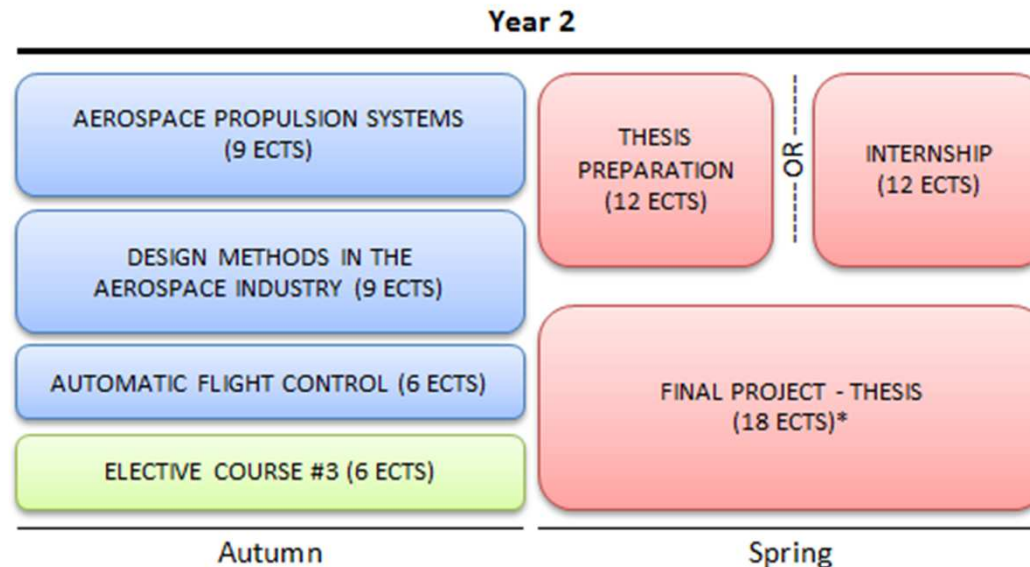 Year 2
AEROSPACE PROPULSION SYSTEMS
(9 ECTS)
DESIGN METHODS IN THE
AEROSPACE INDUSTRY (9 ECTS)
AUTOMATIC FLIGHT CONTROL (6 ECTS)
ELECTIVE COURSE #3 (6 ECTS)
Autumn
THESIS
PREPARATION
(12 ECTS)
OR
INTERNSHIP
(12 ECTS)
FINAL PROJECT - THESIS
(18 ECTS)*
Spring